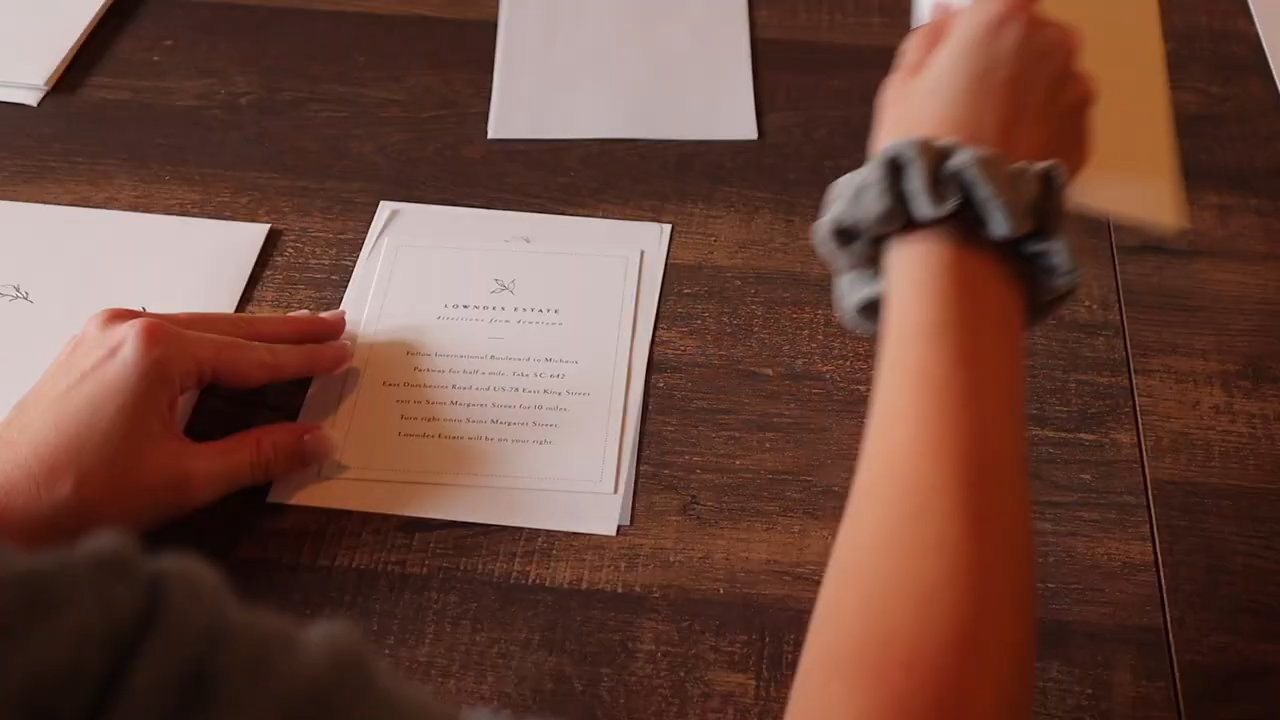 LOWNDES ESTATE
directions from downtown
Follow International Boulevard to Michaux
Parkway for half a mile. Take SC-642
East Dorchester Road and US-78 East King Street
exit to Saint Margaret Street for 10 miles.
Turn right onto Saint Margaret Street.
Lowndes Estate will be on your right.